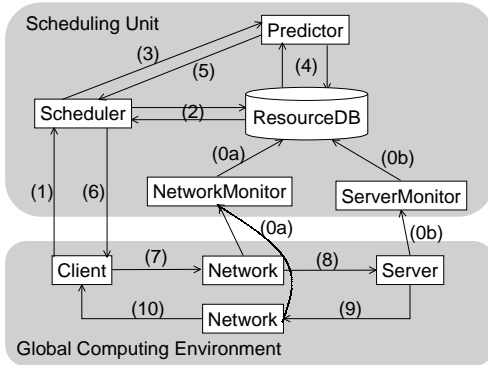 Scheduling Unit
Predictor
(3)
(5)
(4)
Scheduler
(2)
ResourceDB
(0a)
(0b)
(1)
(6)
NetworkMonitor
ServerMonitor
(0a)
(0b)
Client
(7)
Network
(8)
Server
(10)
Network
(9)
Global Computing Environment